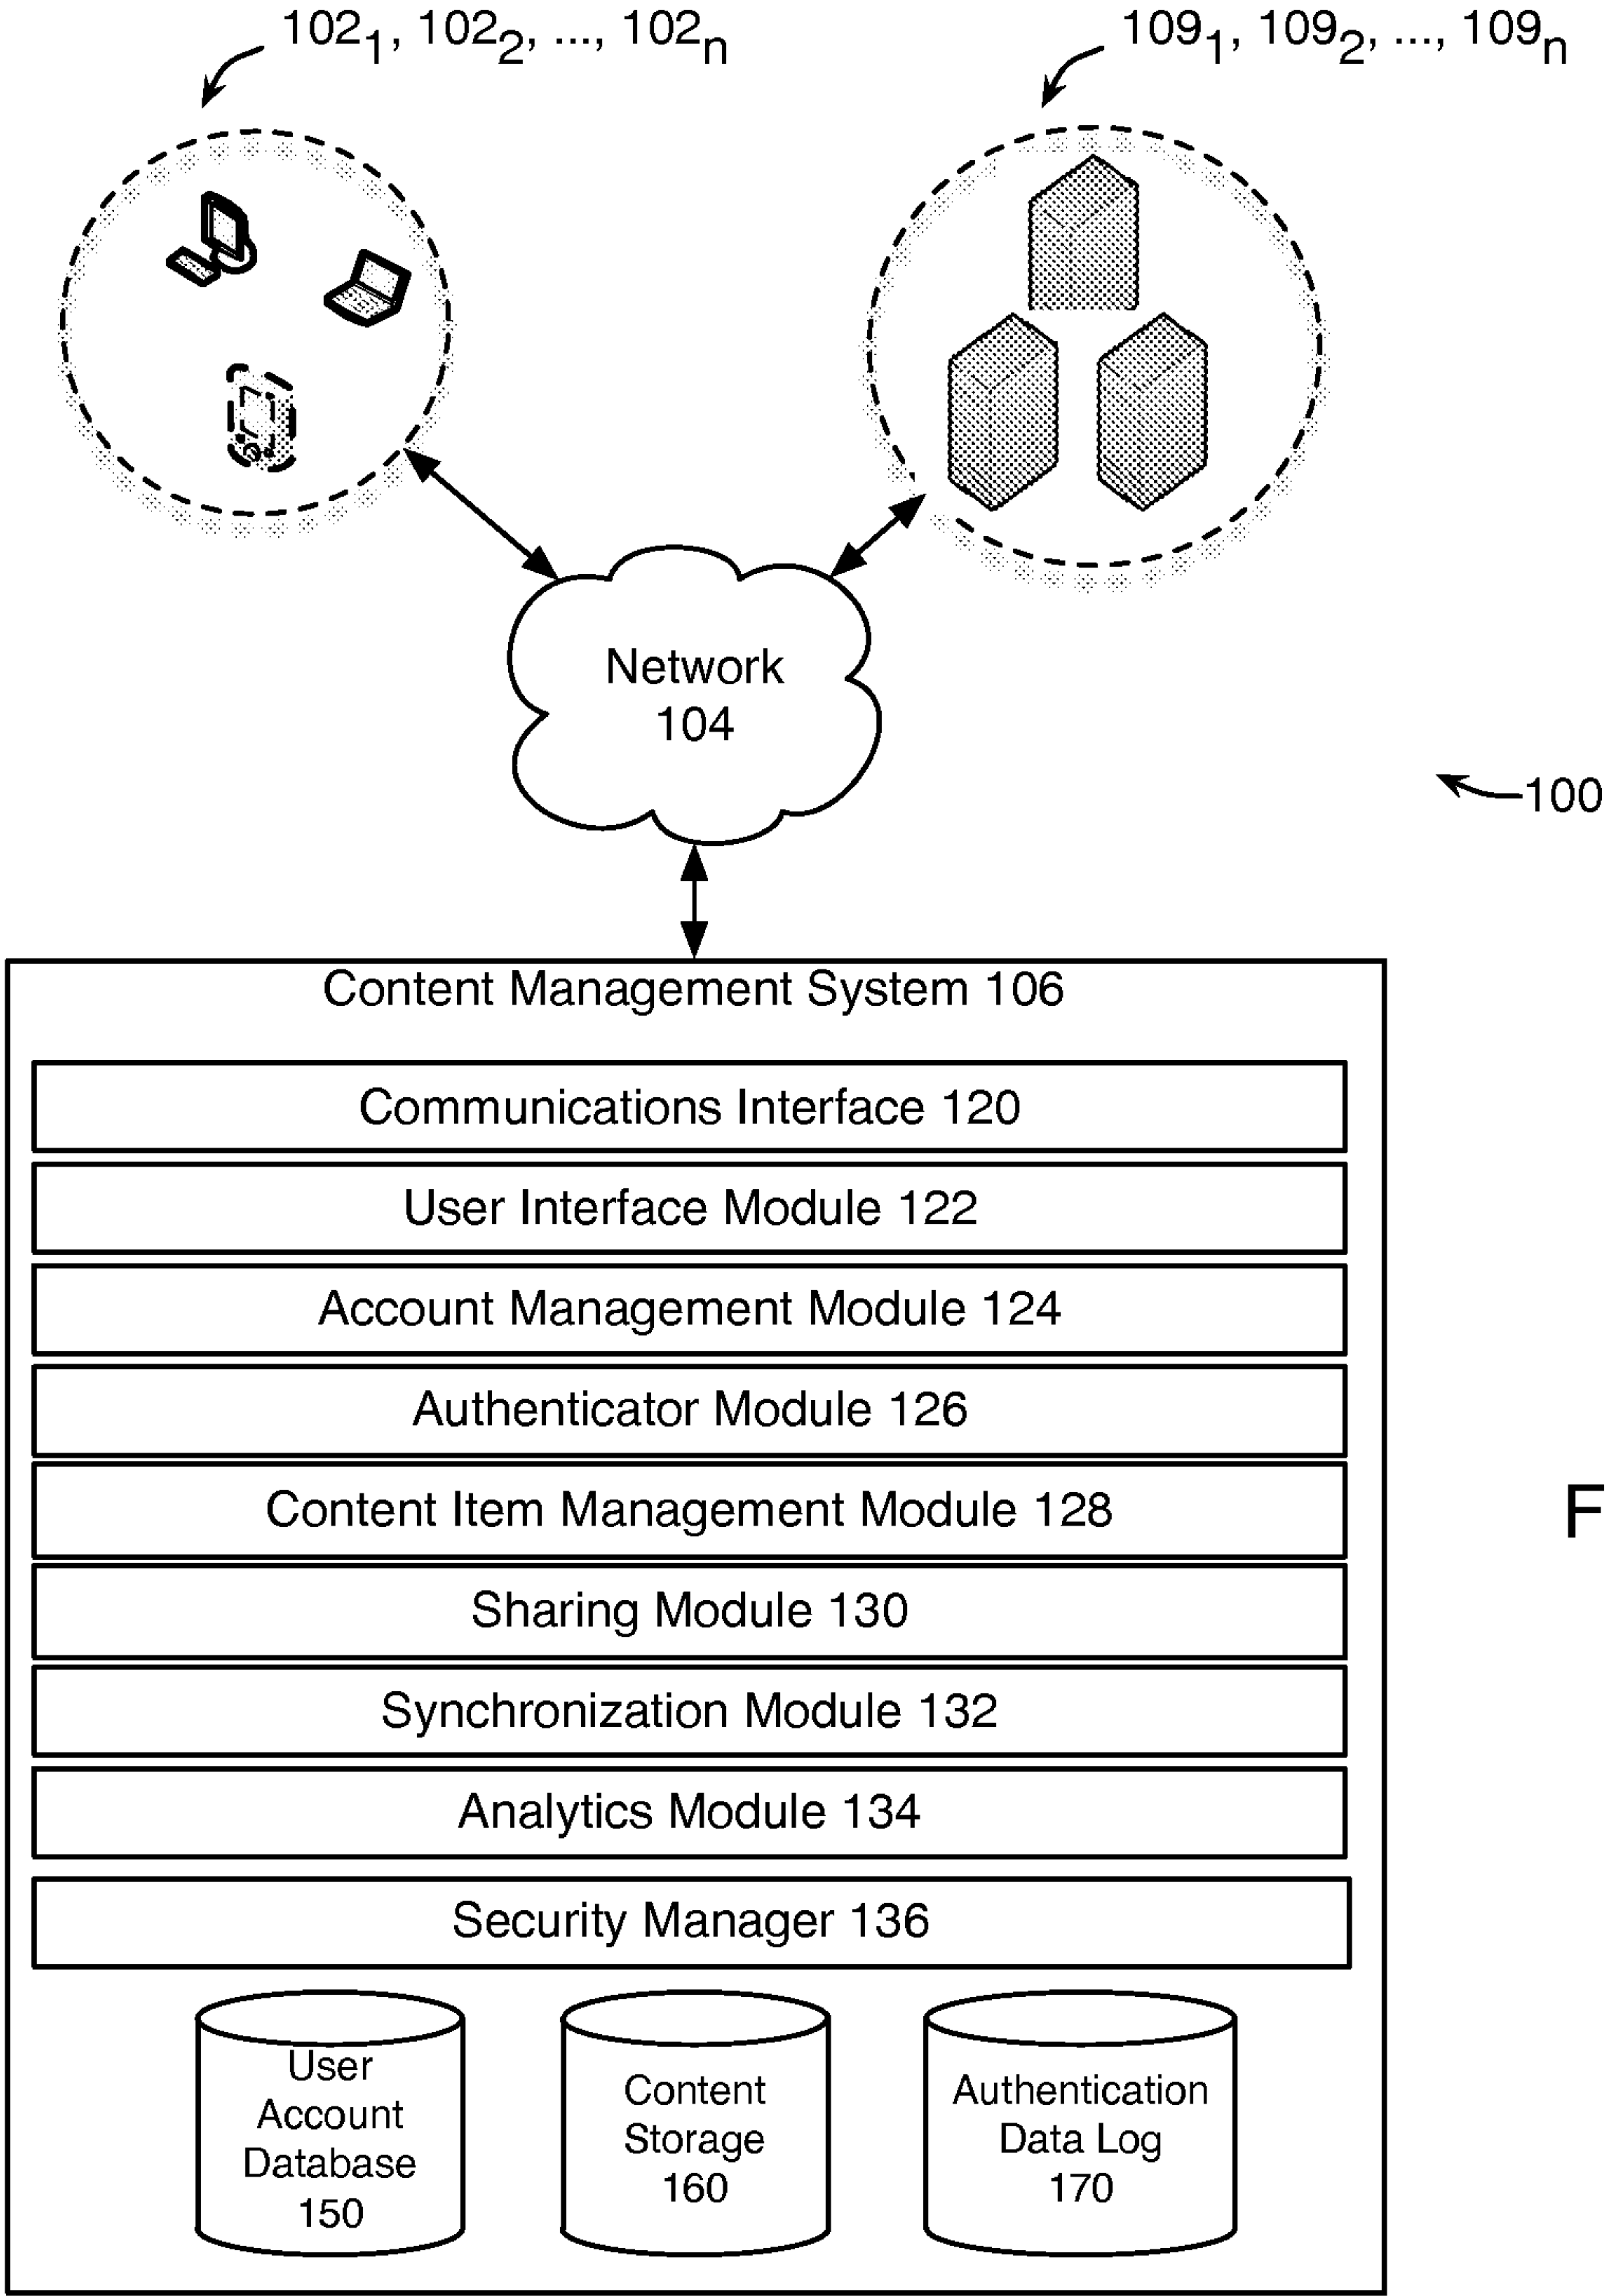 102₁, 102₂, ..., 102ₙ
109₁, 109₂, ..., 109ₙ
Network
104
100
Content Management System 106
Communications Interface 120
User Interface Module 122
Account Management Module 124
Authenticator Module 126
Content Item Management Module 128
F
Sharing Module 130
Synchronization Module 132
Analytics Module 134
Security Manager 136
User
Account
Database
150
Content
Storage
160
Authentication
Data Log
170